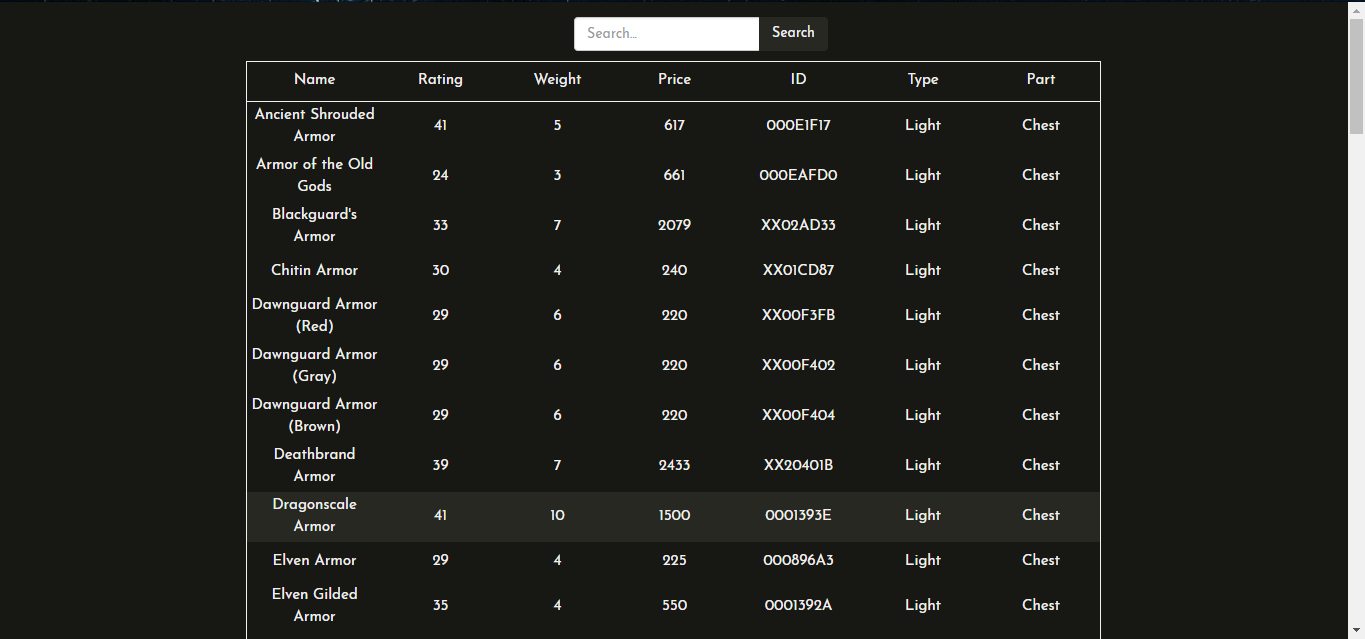 Search... Search
Name Rating Weight Price ID Type Part
Ancient Shrouded
Armor 41 5 617 000E1F17 Light Chest
Armor of the Old
Gods 24 3 661 000EAFD0 Light Chest
Blackguard's
Armor 33 7 2079 XX02AD33 Light Chest
Chitin Armor 30 4 240 XX01CD87 Light Chest
Dawnguard Armor
(Red) 29 6 220 XX00F3FB Light Chest
Dawnguard Armor
(Gray) 29 6 220 XX00F402 Light Chest
Dawnguard Armor
(Brown) 29 6 220 XX00F404 Light Chest
Deathbrand
Armor 39 7 2433 XX20401B Light Chest
Dragonscale
Armor 41 10 1500 0001393E Light Chest
Elven Armor 29 4 225 000896A3 Light Chest
Elven Gilded
Armor 35 4 550 0001392A Light Chest